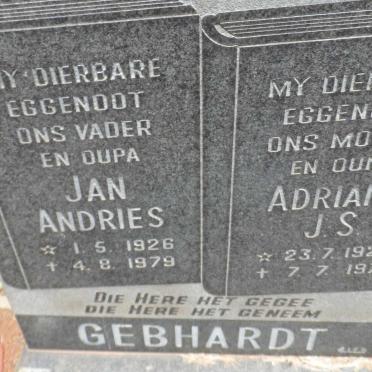 MY DIERBARE
EGGENOOT
ONS VADER
EN OUPA
JAN
ANDRIES
☆ 1. 5. 1926
† 4. 8. 1979
MY DIE
EGGEN
ONS MO
EN OU
ADRIAN
J S
☆ 23. 7. 192
† 7. 7. 19
DIE HERE HET GEGEE
DIE HERE HET GENEEM
GEBHARDT